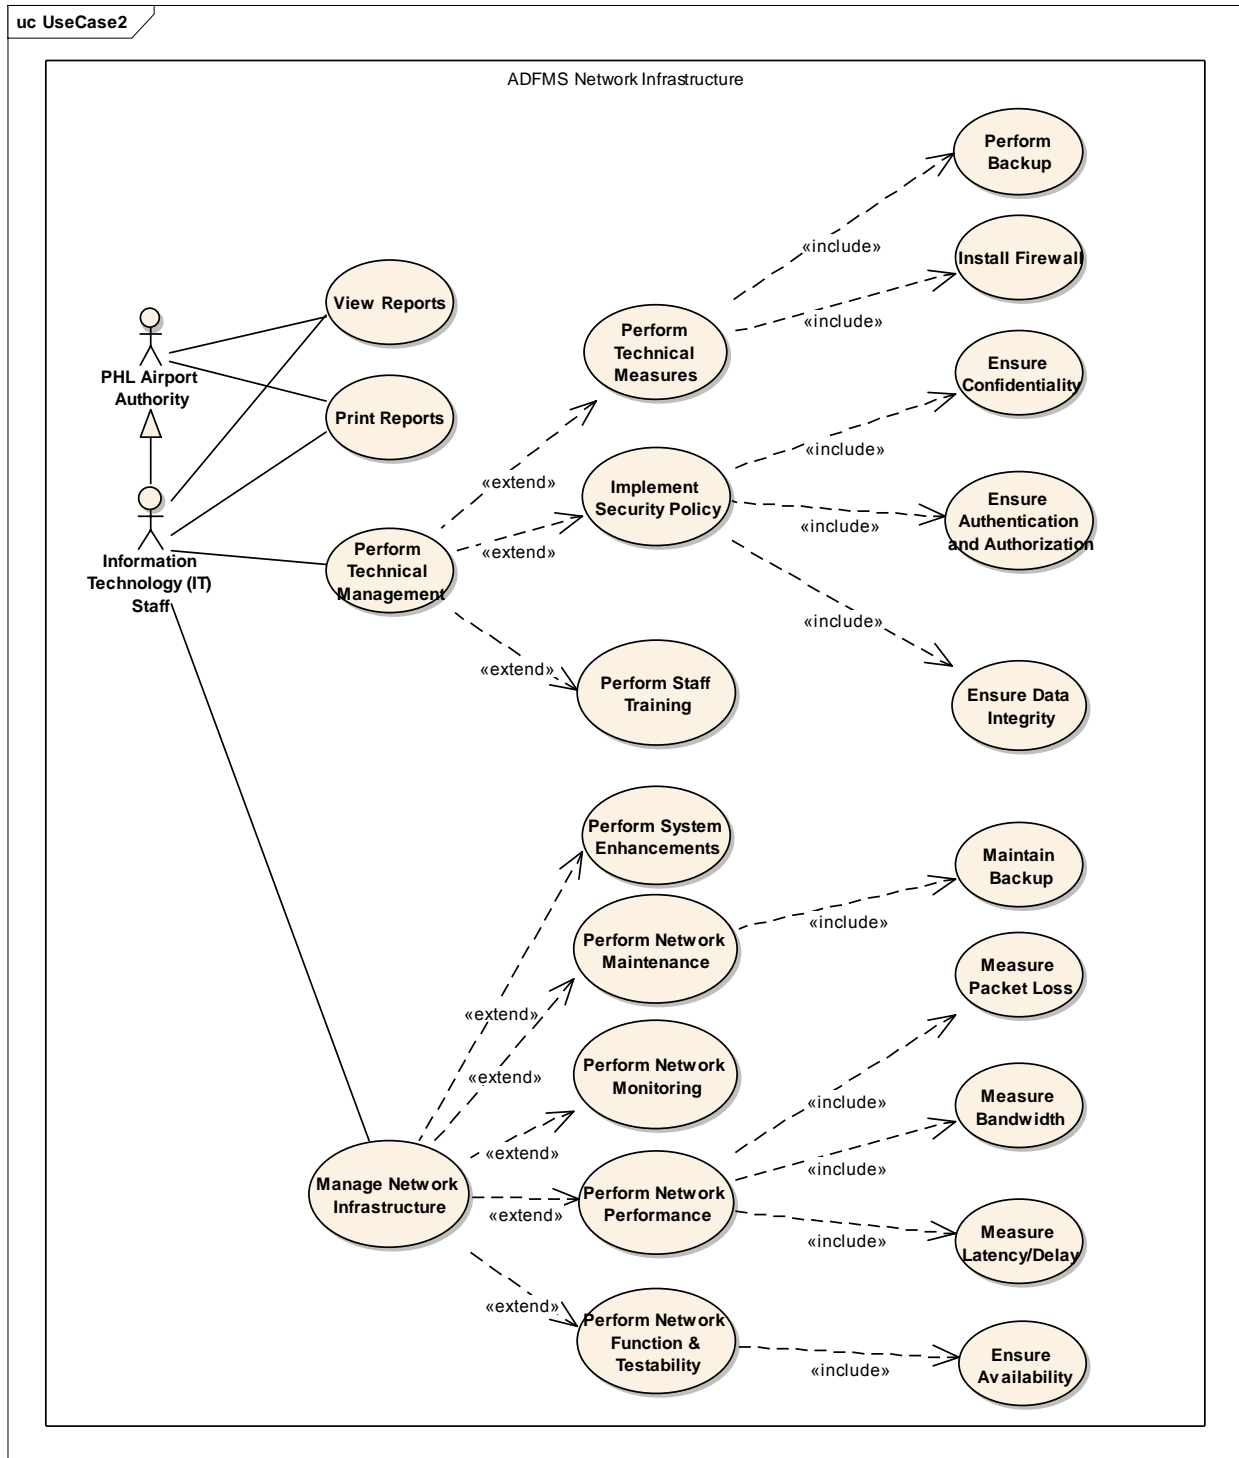 uc UseCase2
ADFMS Network Infrastructure
Perform
Backup
«include»
Install Firewall
«include»
View Reports
PHL Airport
Authority
Print Reports
Perform
Technical
Measures
Ensure
Confidentiality
«include»
«extend»
Implement
Security Policy
Ensure
Authentication
and Authorization
«include»
«extend»
Information
Technology (IT)
Staff
Perform
Technical
Management
«include»
«extend»
Perform Staff
Training
Ensure Data
Integrity
Perform System
Enhancements
Maintain
Backup
«include»
Perform Network
Maintenance
Measure
Packet Loss
«extend»
«extend»
Perform Network
Monitoring
«include»
Measure
Bandwidth
«extend»
«include»
Manage Network
Infrastructure
Perform Network
Performance
«extend»
Measure
Latency/Delay
«include»
«extend»
Perform Network
Function &
Testability
Ensure
Availability
«include»